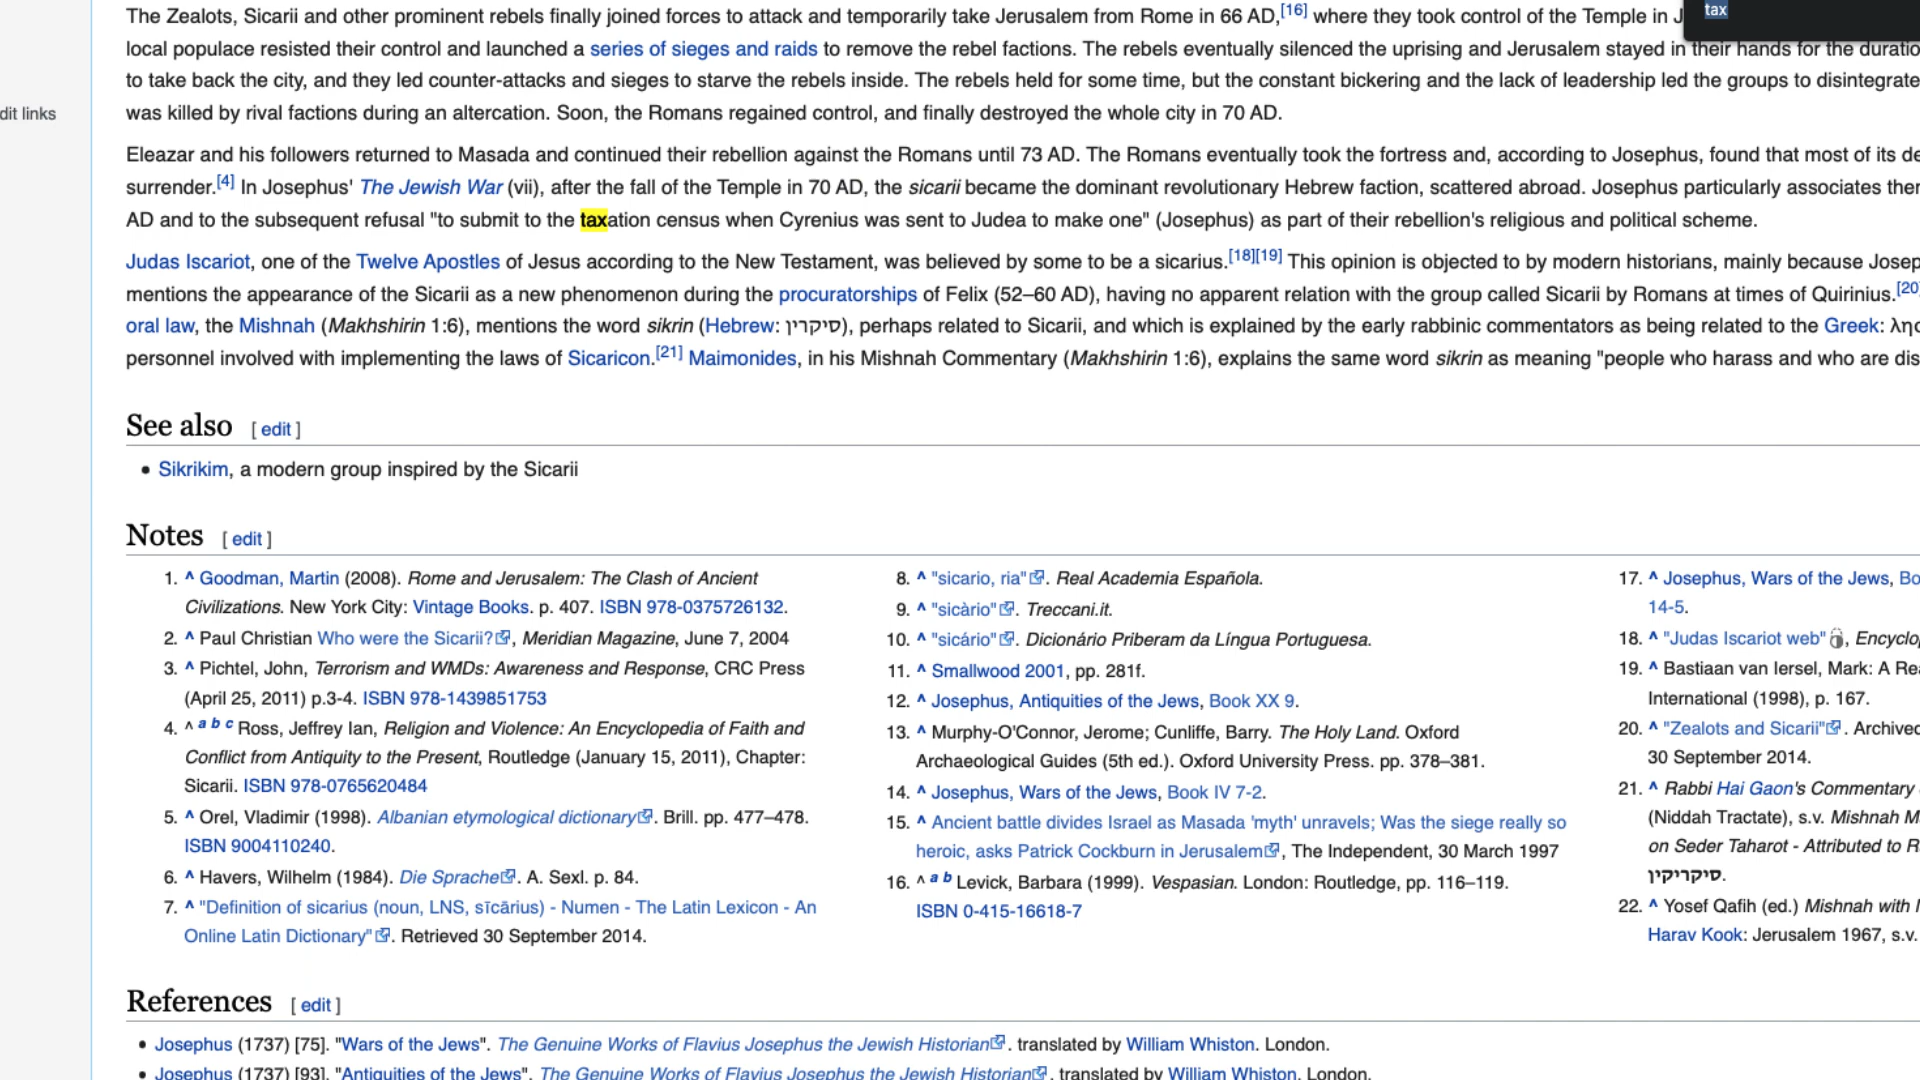 The Zealots, Sicarii and other prominent rebels finally joined forces to attack and temporarily take Jerusalem from Rome in 66 AD,[16] where they took control of the Temple in J
tax
local populace resisted their control and launched a series of sieges and raids to remove the rebel factions. The rebels eventually silenced the uprising and Jerusalem stayed in their hands for the duratio
to take back the city, and they led counter-attacks and sieges to starve the rebels inside. The rebels held for some time, but the constant bickering and the lack of leadership led the groups to disintegrate
dit links
was killed by rival factions during an altercation. Soon, the Romans regained control, and finally destroyed the whole city in 70 AD.
Eleazar and his followers returned to Masada and continued their rebellion against the Romans until 73 AD. The Romans eventually took the fortress and, according to Josephus, found that most of its de
surrender.[4] In Josephus' The Jewish War (vii), after the fall of the Temple in 70 AD, the sicarii became the dominant revolutionary Hebrew faction, scattered abroad. Josephus particularly associates ther
AD and to the subsequent refusal "to submit to the taxation census when Cyrenius was sent to Judea to make one" (Josephus) as part of their rebellion's religious and political scheme.
Judas Iscariot, one of the Twelve Apostles of Jesus according to the New Testament, was believed by some to be a sicarius.[18][19] This opinion is objected to by modern historians, mainly because Josep
mentions the appearance of the Sicarii as a new phenomenon during the procuratorships of Felix (52–60 AD), having no apparent relation with the group called Sicarii by Romans at times of Quirinius.[20]
oral law, the Mishnah (Makhshirin 1:6), mentions the word sikrin (Hebrew: סיקרין), perhaps related to Sicarii, and which is explained by the early rabbinic commentators as being related to the Greek: λησ
personnel involved with implementing the laws of Sicaricon.[21] Maimonides, in his Mishnah Commentary (Makhshirin 1:6), explains the same word sikrin as meaning "people who harass and who are dis
See also [ edit ]
• Sikrikim, a modern group inspired by the Sicarii
Notes [ edit ]
1. ^ Goodman, Martin (2008). Rome and Jerusalem: The Clash of Ancient
Civilizations. New York City: Vintage Books. p. 407. ISBN 978-0375726132.
2. ^ Paul Christian Who were the Sicarii?, Meridian Magazine, June 7, 2004
3. ^ Pichtel, John, Terrorism and WMDs: Awareness and Response, CRC Press
(April 25, 2011) p.3-4. ISBN 978-1439851753
4. ^ a b c Ross, Jeffrey Ian, Religion and Violence: An Encyclopedia of Faith and
Conflict from Antiquity to the Present, Routledge (January 15, 2011), Chapter:
Sicarii. ISBN 978-0765620484
5. ^ Orel, Vladimir (1998). Albanian etymological dictionary. Brill. pp. 477–478.
ISBN 9004110240.
6. ^ Havers, Wilhelm (1984). Die Sprache. A. Sexl. p. 84.
7. ^ "Definition of sicarius (noun, LNS, sīcārius) - Numen - The Latin Lexicon - An
Online Latin Dictionary". Retrieved 30 September 2014.
8. ^ "sicario, ria". Real Academia Española.
9. ^ "sicàrio". Treccani.it.
10. ^ "sicário". Dicionário Priberam da Língua Portuguesa.
11. ^ Smallwood 2001, pp. 281f.
12. ^ Josephus, Antiquities of the Jews, Book XX 9.
13. ^ Murphy-O'Connor, Jerome; Cunliffe, Barry. The Holy Land. Oxford
Archaeological Guides (5th ed.). Oxford University Press. pp. 378–381.
14. ^ Josephus, Wars of the Jews, Book IV 7-2.
15. ^ Ancient battle divides Israel as Masada 'myth' unravels; Was the siege really so
heroic, asks Patrick Cockburn in Jerusalem, The Independent, 30 March 1997
16. ^ a b Levick, Barbara (1999). Vespasian. London: Routledge, pp. 116–119.
ISBN 0-415-16618-7
17. ^ Josephus, Wars of the Jews, Bo
14-5.
18. ^ "Judas Iscariot web", Encyclop
19. ^ Bastiaan van Iersel, Mark: A Rea
International (1998), p. 167.
20. ^ "Zealots and Sicarii". Archived
30 September 2014.
21. ^ Rabbi Hai Gaon's Commentary
(Niddah Tractate), s.v. Mishnah M
on Seder Taharot - Attributed to R
סיקריקין.
22. ^ Yosef Qafih (ed.) Mishnah with
Harav Kook: Jerusalem 1967, s.v.
References [ edit ]
• Josephus (1737) [75]. "Wars of the Jews". The Genuine Works of Flavius Josephus the Jewish Historian. translated by William Whiston. London.
• Josephus (1737) [93]. "Antiquities of the Jews". The Genuine Works of Flavius Josephus the Jewish Historian. translated by William Whiston. London.